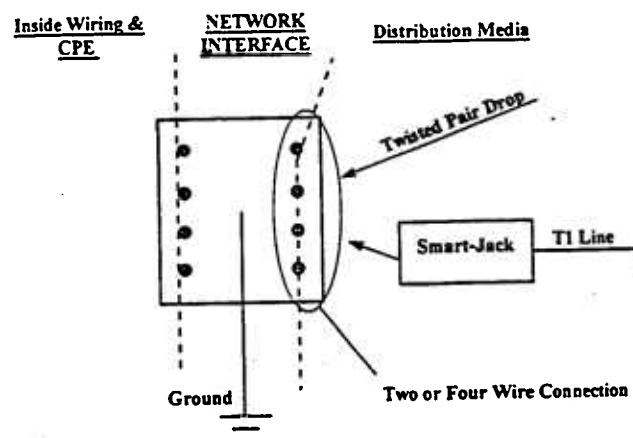 Inside Wiring &
CPE
NETWORK
INTERFACE
Distribution Media
Twisted Pair Drop
Smart-Jack
T1 Line
Ground
Two or Four Wire Connection